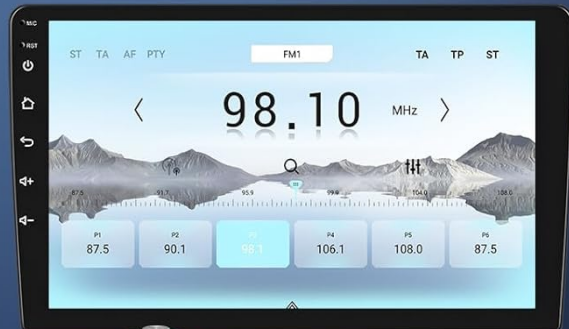 MIC
RST
ST TA AF PTY
FM1
TA TP ST
98.10 MHz
87.5 91.7 95.9 99.9 104.0 108.0
P1 P2 P3 P4 P5 P6
87.5 90.1 98.1 106.1 108.0 87.5